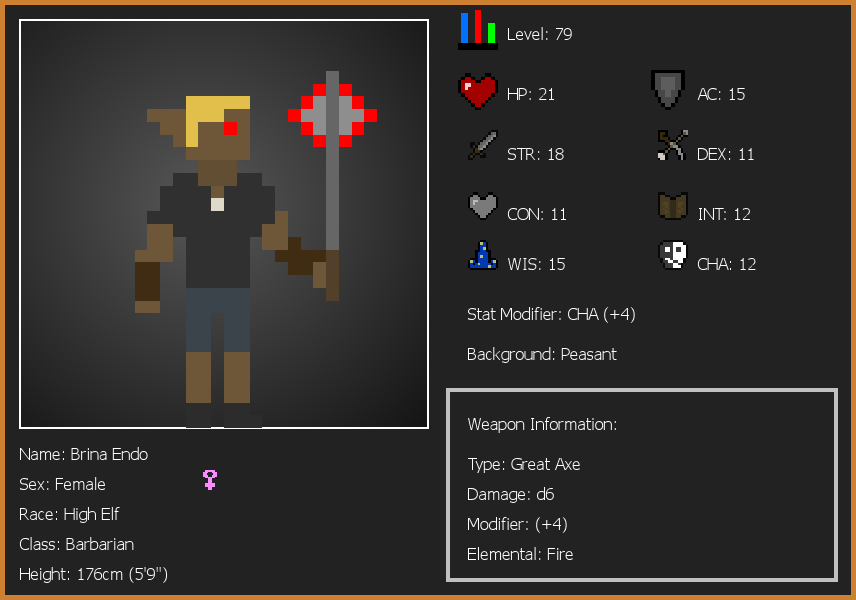 Level: 79
HP: 21
AC: 15
STR: 18
DEX: 11
CON: 11
INT: 12
WIS: 15
CHA: 12
Stat Modifier: CHA (+4)
Background: Peasant
Weapon Information:
Type: Great Axe
Damage: d6
Modifier: (+4)
Elemental: Fire
Name: Brina Endo
Sex: Female
Race: High Elf
Class: Barbarian
Height: 176cm (5'9")